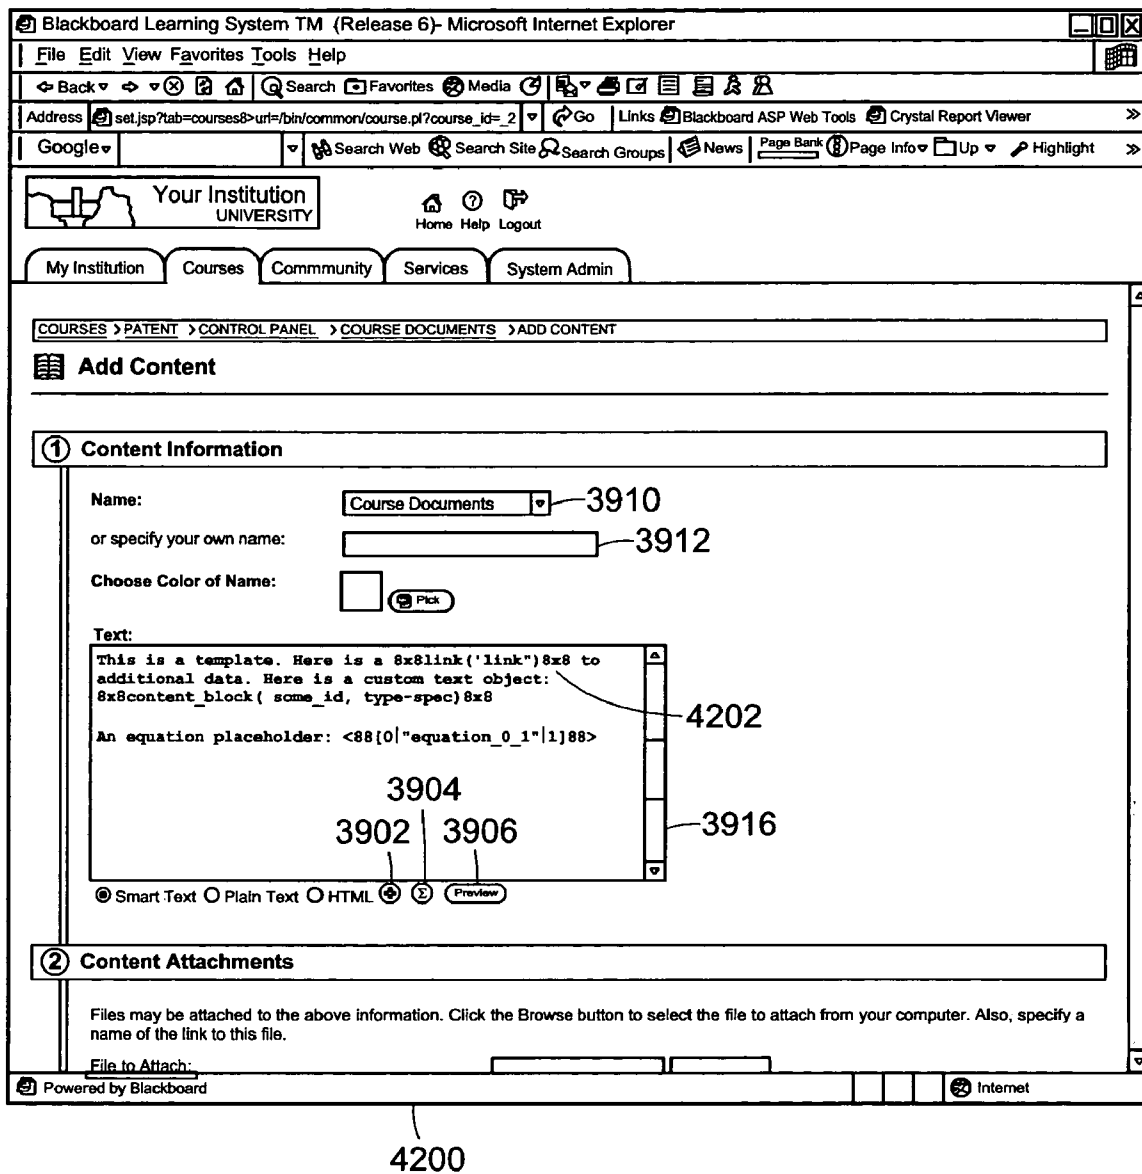 Blackboard Learning System TM (Release 6)- Microsoft Internet Explorer
File Edit View Favorites Tools Help
Back Search Favorites Media
Address set.jsp?tab=courses8>url=/bin/common/course.pl?course_id=_2 Go Links Blackboard ASP Web Tools Crystal Report Viewer >>
Google Search Web Search Site Search Groups News Page Bank Page Info Up Highlight >>
Your Institution
UNIVERSITY
Home Help Logout
My Institution Courses Commmunity Services System Admin
COURSES > PATENT > CONTROL PANEL > COURSE DOCUMENTS > ADD CONTENT
Add Content
1 Content Information
Name: Course Documents 3910
or specify your own name: 3912
Choose Color of Name: Pick
Text:
This is a template. Here is a 8x8link('link")8x8 to
additional data. Here is a custom text object:
8x8content_block( some_id, type-spec)8x8
4202
An equation placeholder: <88{0|"equation_0_1"|1]88>
3904
3902 3906 3916
Smart Text Plain Text HTML Σ Preview
2 Content Attachments
Files may be attached to the above information. Click the Browse button to select the file to attach from your computer. Also, specify a
name of the link to this file.
File to Attach:
Powered by Blackboard Internet
4200